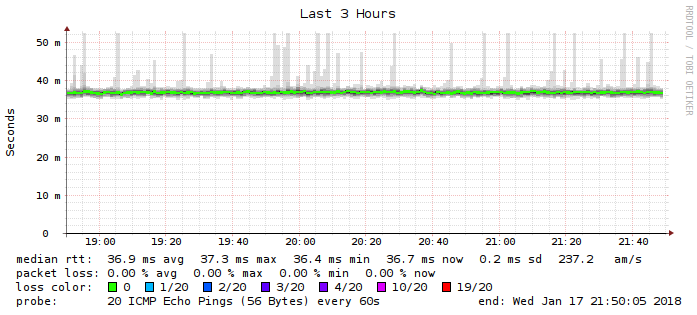 Last 3 Hours
RRDTOOL / TOBI OETIKER
Seconds
50 m
40 m
30 m
20 m
10 m
0
19:00 19:20 19:40 20:00 20:20 20:40 21:00 21:20 21:40
median rtt: 36.9 ms avg 37.3 ms max 36.4 ms min 36.7 ms now 0.2 ms sd 237.2 am/s
packet loss: 0.00 % avg 0.00 % max 0.00 % min 0.00 % now
loss color: 0 1/20 2/20 3/20 4/20 10/20 19/20
probe: 20 ICMP Echo Pings (56 Bytes) every 60s end: Wed Jan 17 21:50:05 2018